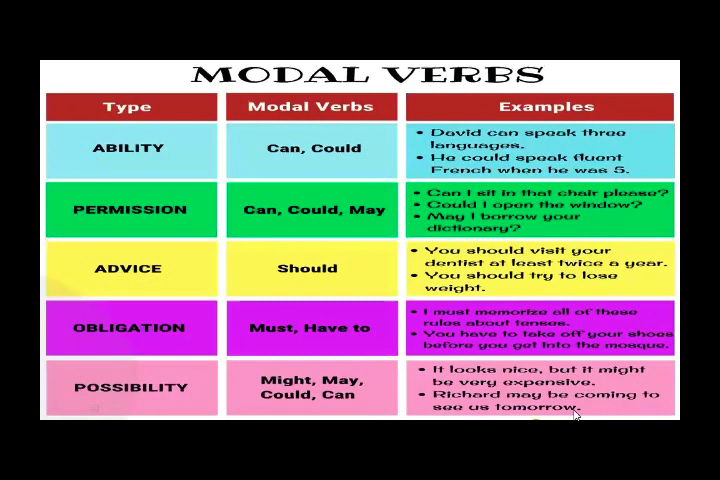 MODAL VERBS
Type Modal Verbs Examples
ABILITY
Can, Could
• David can speak three
languages.
• He could speak fluent
French when he was 5.
PERMISSION
Can, Could, May
• Can I sit in that chair please?
• Could I open the window?
• May I borrow your
dictionary?
ADVICE
Should
• You should visit your
dentist at least twice a year.
• You should try to lose
weight.
OBLIGATION
Must, Have to
• I must memorize all of these
rules about tenses.
• You have to take off your shoes
before you get into the mosque.
POSSIBILITY
Might, May,
Could, Can
• It looks nice, but it might
be very expensive.
• Richard may be coming to
see us tomorrow.